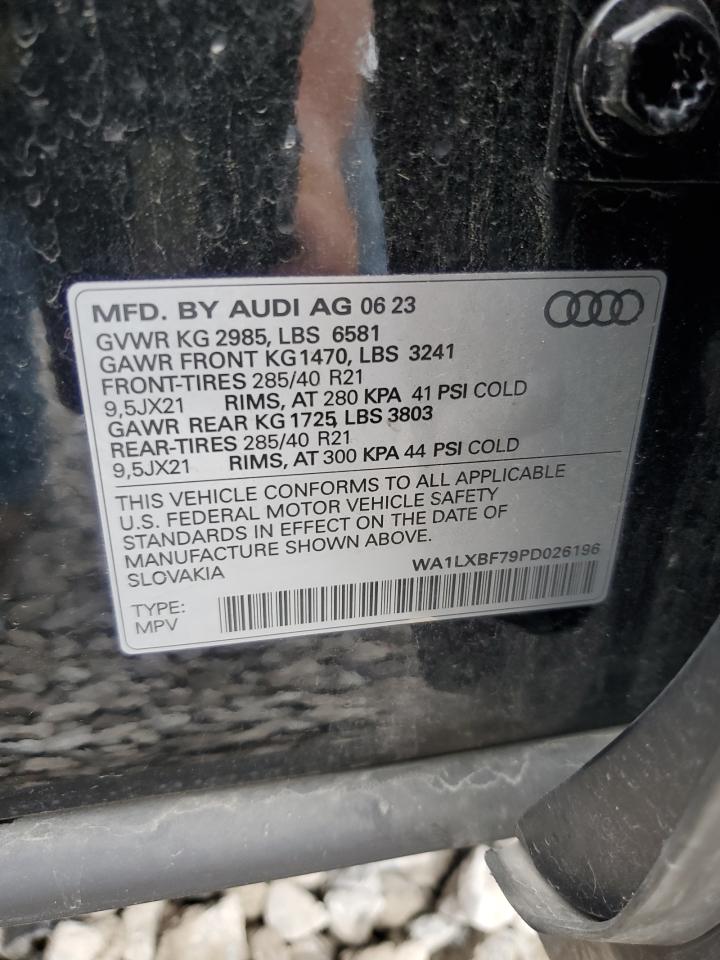 MFD. BY AUDI AG 06 23
GVWR KG 2985, LBS 6581
GAWR FRONT KG1470, LBS 3241
FRONT-TIRES 285/40 R21
9,5JX21 RIMS, AT 280 KPA 41 PSI COLD
GAWR REAR KG 1725, LBS 3803
REAR-TIRES 285/40 R21
9,5JX21 RIMS, AT 300 KPA 44 PSI COLD
THIS VEHICLE CONFORMS TO ALL APPLICABLE
U.S. FEDERAL MOTOR VEHICLE SAFETY
STANDARDS IN EFFECT ON THE DATE OF
MANUFACTURE SHOWN ABOVE.
SLOVAKIA WA1LXBF79PD026196
TYPE:
MPV